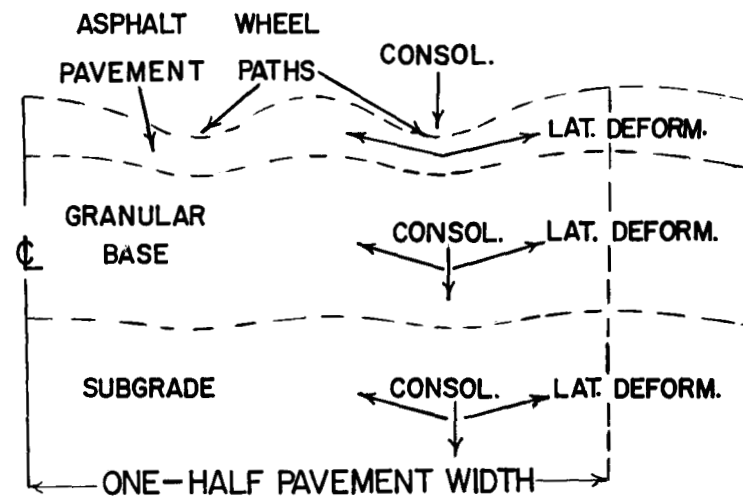 ASPHALT PAVEMENT
WHEEL PATHS
CONSOL.
LAT. DEFORM.
GRANULAR
BASE
CONSOL.
LAT. DEFORM.
℄
SUBGRADE
CONSOL.
LAT. DEFORM.
ONE-HALF PAVEMENT WIDTH